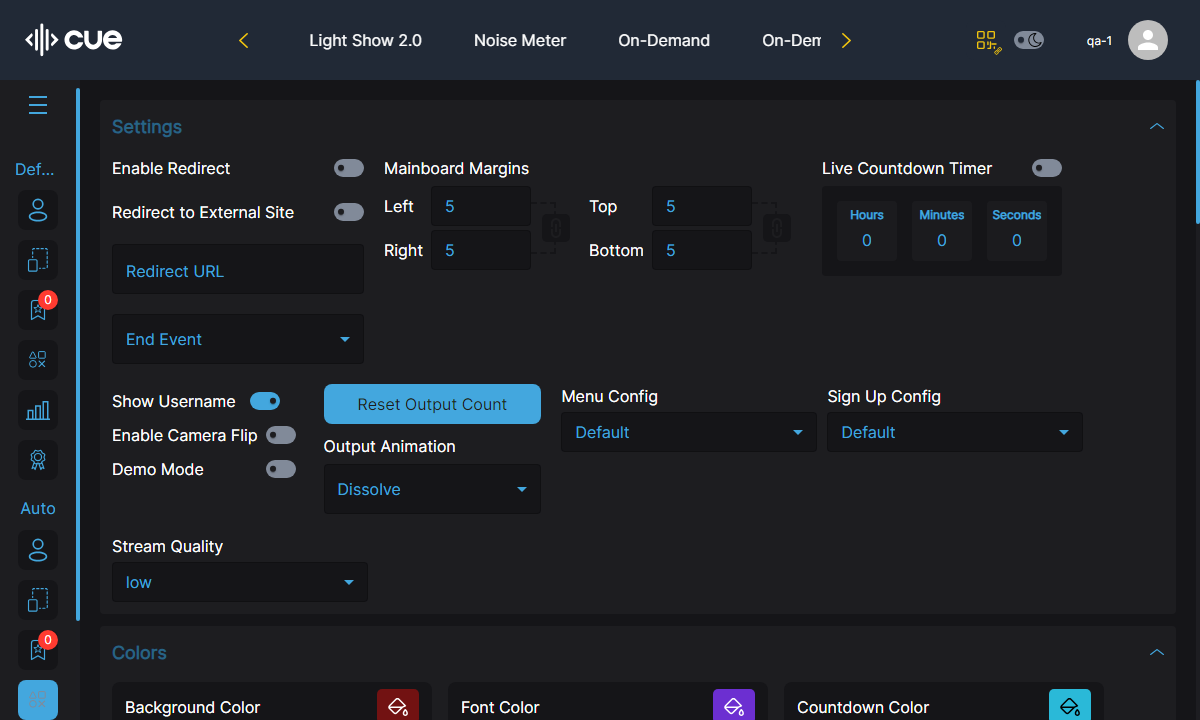 cue
Light Show 2.0
Noise Meter
On-Demand
On-Dem
qa-1
Def...
0
Auto
0
Settings
Enable Redirect
Redirect to External Site
Redirect URL
End Event
Mainboard Margins
Left 5
Top 5
Right 5
Bottom 5
Live Countdown Timer
Hours Minutes Seconds
0 0 0
Show Username
Enable Camera Flip
Demo Mode
Reset Output Count
Output Animation
Dissolve
Menu Config
Default
Sign Up Config
Default
Stream Quality
low
Colors
Background Color
Font Color
Countdown Color